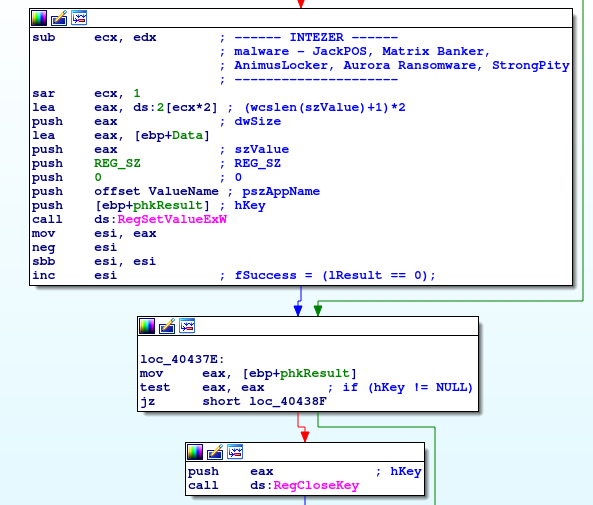 sub     ecx, edx        ; ------ INTEZER ------
                        ; malware - JackPOS, Matrix Banker,
                        ; AnimusLocker, Aurora Ransomware, StrongPity
                        ; ---------------------
sar     ecx, 1
lea     eax, ds:2[ecx*2] ; (wcslen(szValue)+1)*2
push    eax             ; dwSize
lea     eax, [ebp+Data]
push    eax             ; szValue
push    REG_SZ          ; REG_SZ
push    0               ; 0
push    offset ValueName ; pszAppName
push    [ebp+phkResult] ; hKey
call    ds:RegSetValueExW
mov     esi, eax
neg     esi
sbb     esi, esi
inc     esi             ; fSuccess = (lResult == 0);
loc_40437E:
mov     eax, [ebp+phkResult]
test    eax, eax        ; if (hKey != NULL)
jz      short loc_40438F
push    eax             ; hKey
call    ds:RegCloseKey